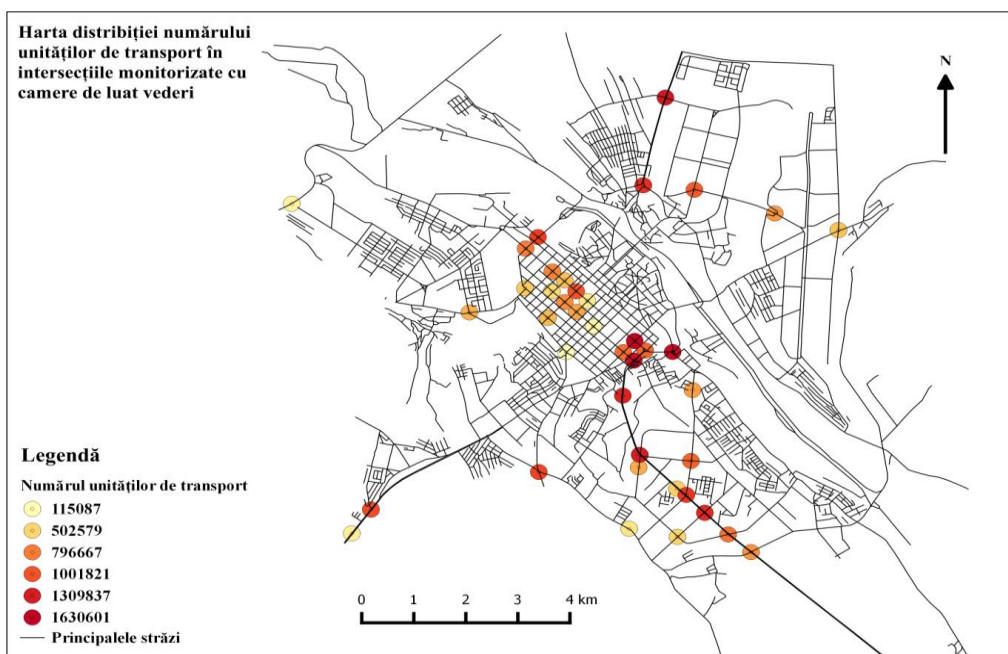 Harta distribiției numărului
unităților de transport în
intersecțiile monitorizate cu
camere de luat vederi
N
Legendă
Numărul unităților de transport
115087
502579
796667
1001821
1309837
1630601
Principalele străzi
0 1 2 3 4 km